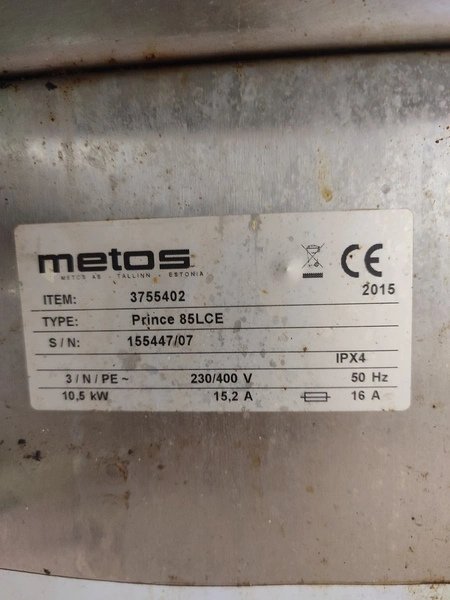 metos
METOS AS - TALLINN - ESTONIA
CE
ITEM: 3755402 2015
TYPE: Prince 85LCE
S/N: 155447/07
IPX4
3/N/PE~ 230/400 V 50 Hz
10,5 kW 15,2 A 16 A